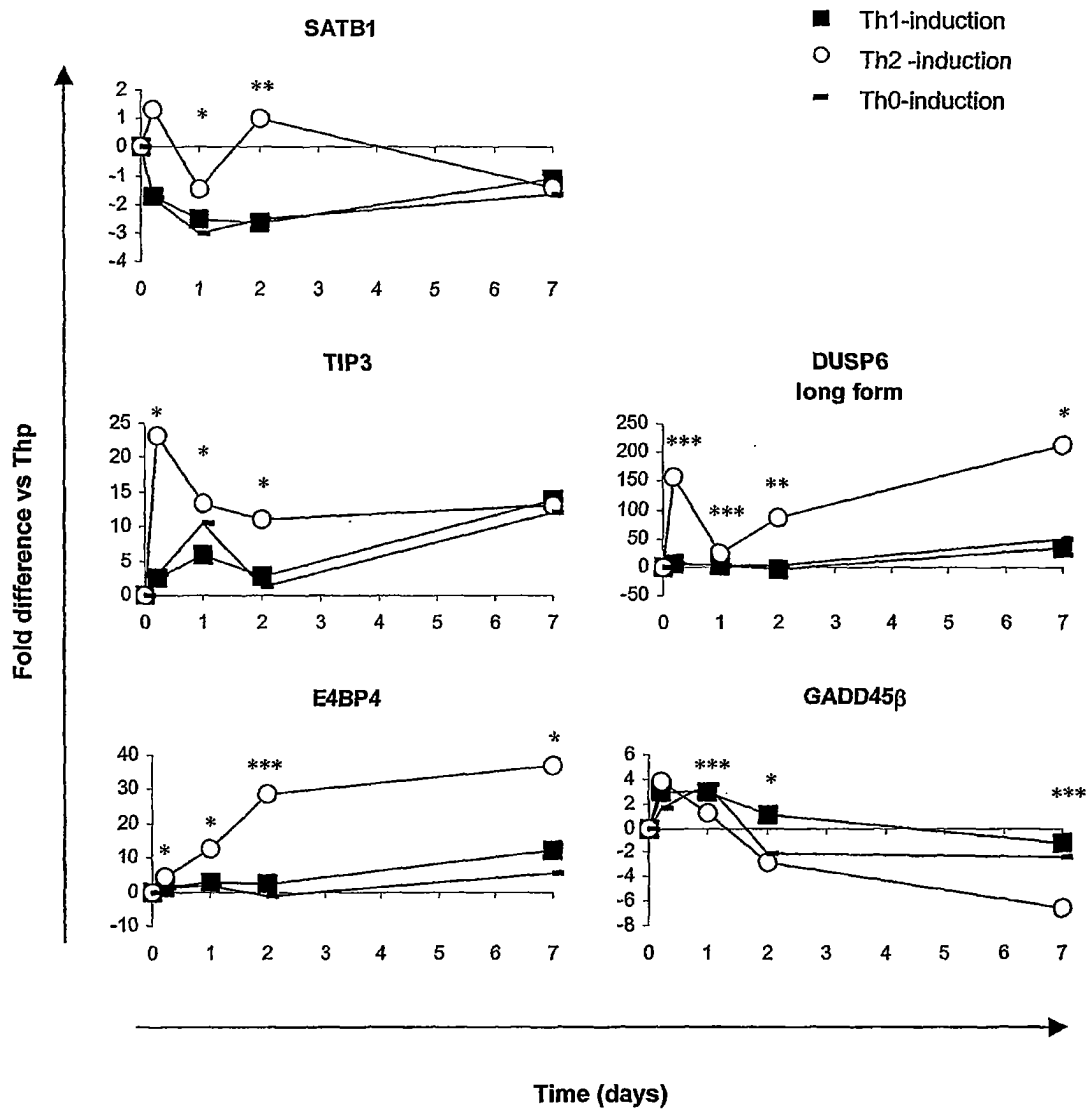 SATB1
Th1-induction
Th2 -induction
Th0-induction
2
1
0
-1
-2
-3
-4
* **
0 1 2 3 4 5 6 7
TIP3
25
20
15
10
5
0
* * *
0 1 2 3 4 5 6 7
DUSP6
long form
250
200
150
100
50
0
-50
*** *** ** *
0 1 2 3 4 5 6 7
E4BP4
40
30
20
10
0
-10
* * *** *
0 1 2 3 4 5 6 7
GADD45β
6
4
2
0
-2
-4
-6
-8
*** * ***
0 1 2 3 4 5 6 7
Fold difference vs Thp
Time (days)